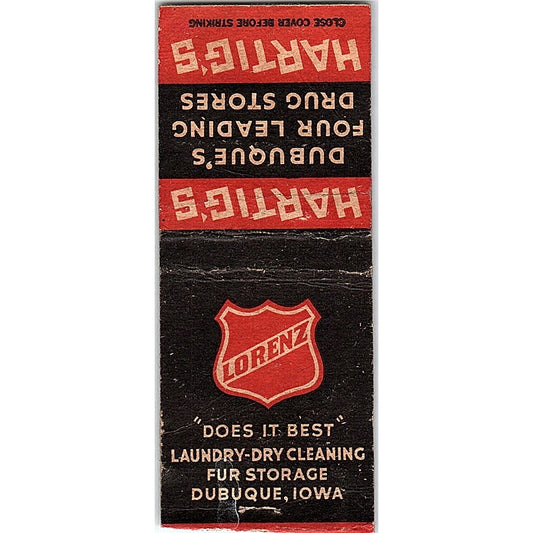 CLOSE COVER BEFORE STRIKING
HARTIG'S
DUBUQUE'S
FOUR LEADING
DRUG STORES
HARTIG'S
LORENZ
"DOES IT BEST"
LAUNDRY-DRY CLEANING
FUR STORAGE
DUBUQUE, IOWA